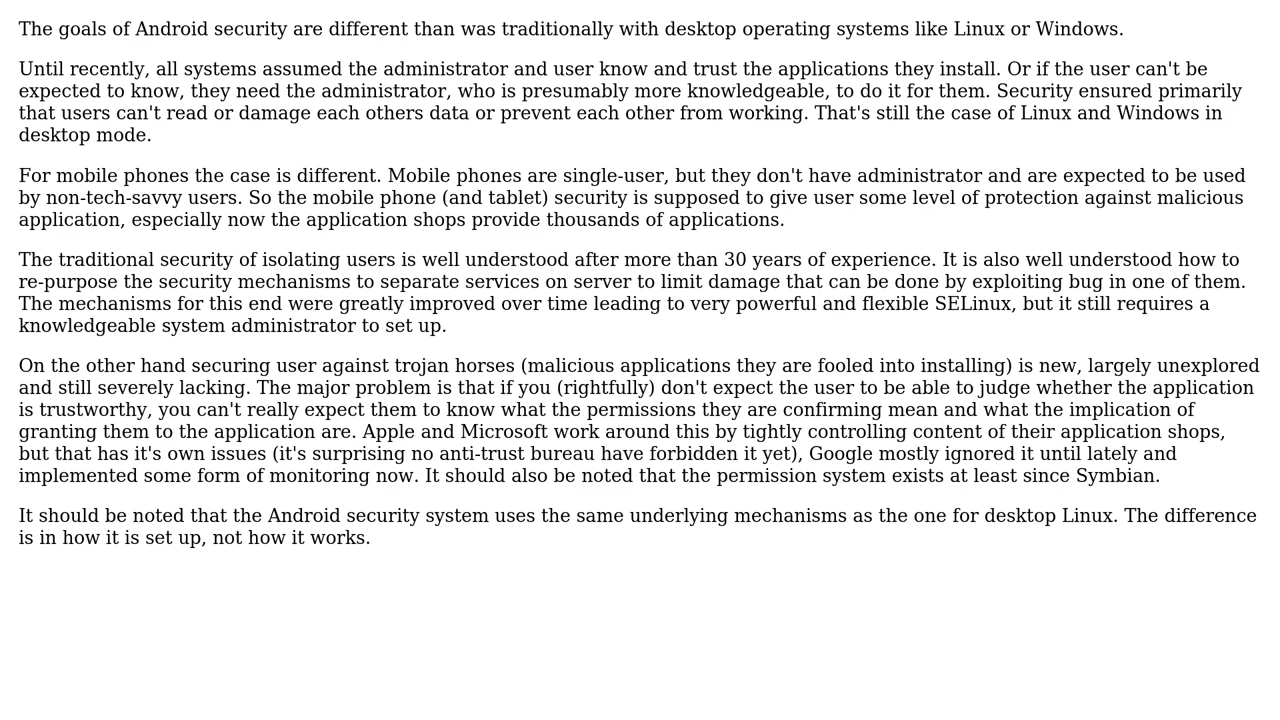 The goals of Android security are different than was traditionally with desktop operating systems like Linux or Windows.
Until recently, all systems assumed the administrator and user know and trust the applications they install. Or if the user can't be
expected to know, they need the administrator, who is presumably more knowledgeable, to do it for them. Security ensured primarily
that users can't read or damage each others data or prevent each other from working. That's still the case of Linux and Windows in
desktop mode.
For mobile phones the case is different. Mobile phones are single-user, but they don't have administrator and are expected to be used
by non-tech-savvy users. So the mobile phone (and tablet) security is supposed to give user some level of protection against malicious
application, especially now the application shops provide thousands of applications.
The traditional security of isolating users is well understood after more than 30 years of experience. It is also well understood how to
re-purpose the security mechanisms to separate services on server to limit damage that can be done by exploiting bug in one of them.
The mechanisms for this end were greatly improved over time leading to very powerful and flexible SELinux, but it still requires a
knowledgeable system administrator to set up.
On the other hand securing user against trojan horses (malicious applications they are fooled into installing) is new, largely unexplored
and still severely lacking. The major problem is that if you (rightfully) don't expect the user to be able to judge whether the application
is trustworthy, you can't really expect them to know what the permissions they are confirming mean and what the implication of
granting them to the application are. Apple and Microsoft work around this by tightly controlling content of their application shops,
but that has it's own issues (it's surprising no anti-trust bureau have forbidden it yet), Google mostly ignored it until lately and
implemented some form of monitoring now. It should also be noted that the permission system exists at least since Symbian.
It should be noted that the Android security system uses the same underlying mechanisms as the one for desktop Linux. The difference
is in how it is set up, not how it works.